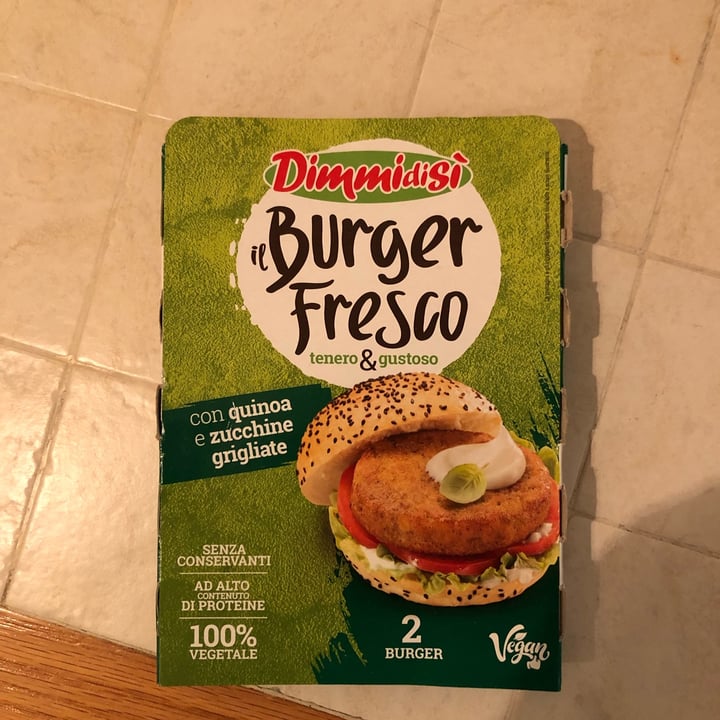 Dimmidisì
il Burger
Fresco
tenero & gustoso
con quinoa
e zucchine
grigliate
SENZA
CONSERVANTI
AD ALTO
CONTENUTO
DI PROTEINE
100%
VEGETALE
2
BURGER
Vegan